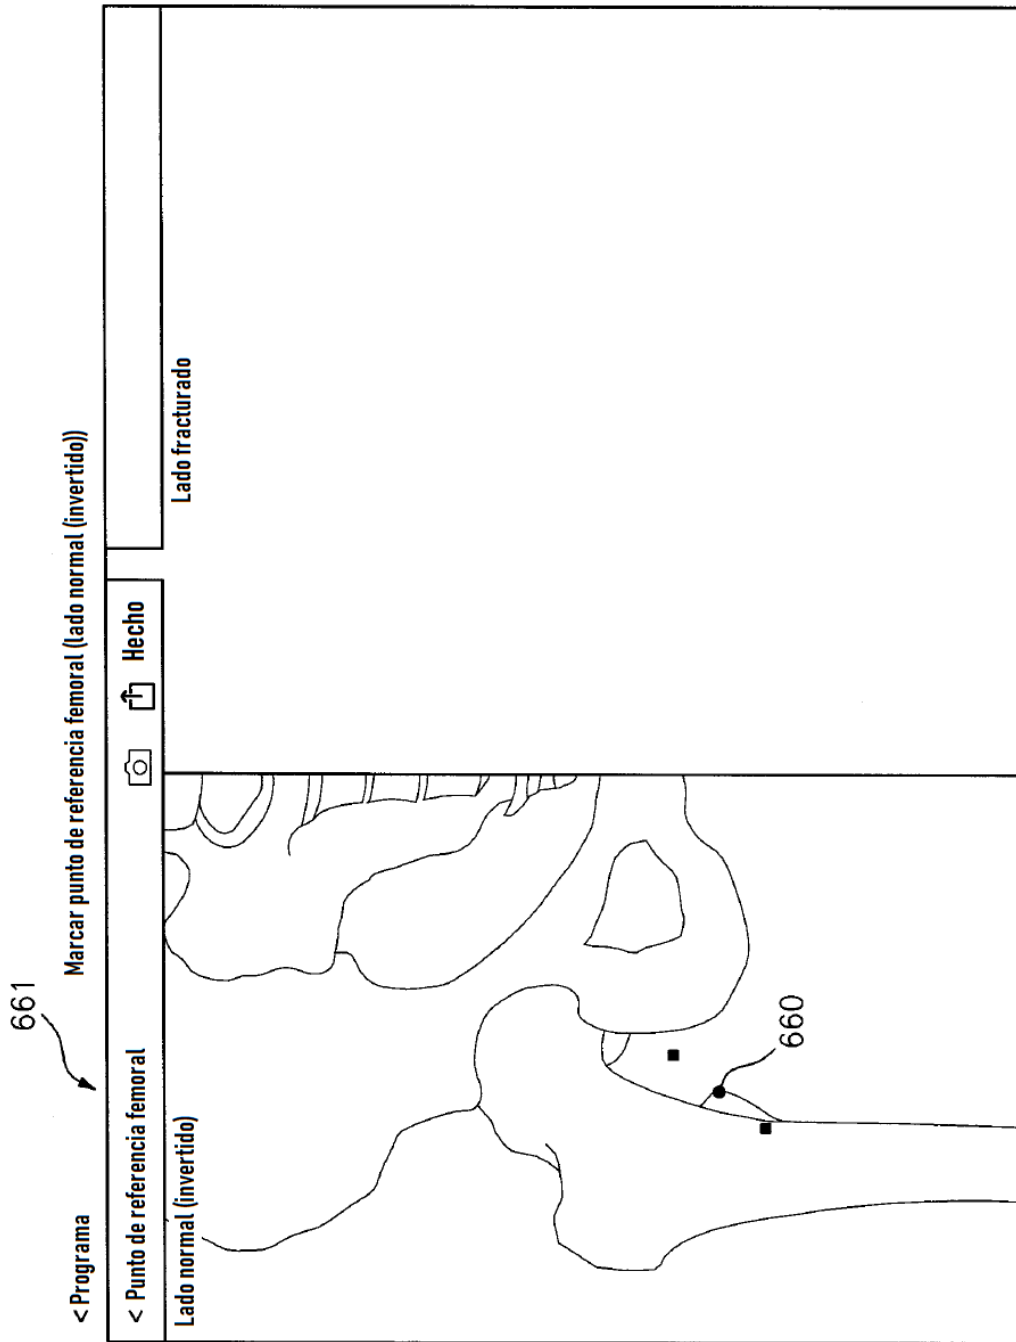 661
< Programa Marcar punto de referencia femoral (lado normal (invertido))
< Punto de referencia femoral Hecho
Lado normal (invertido) Lado fracturado
660